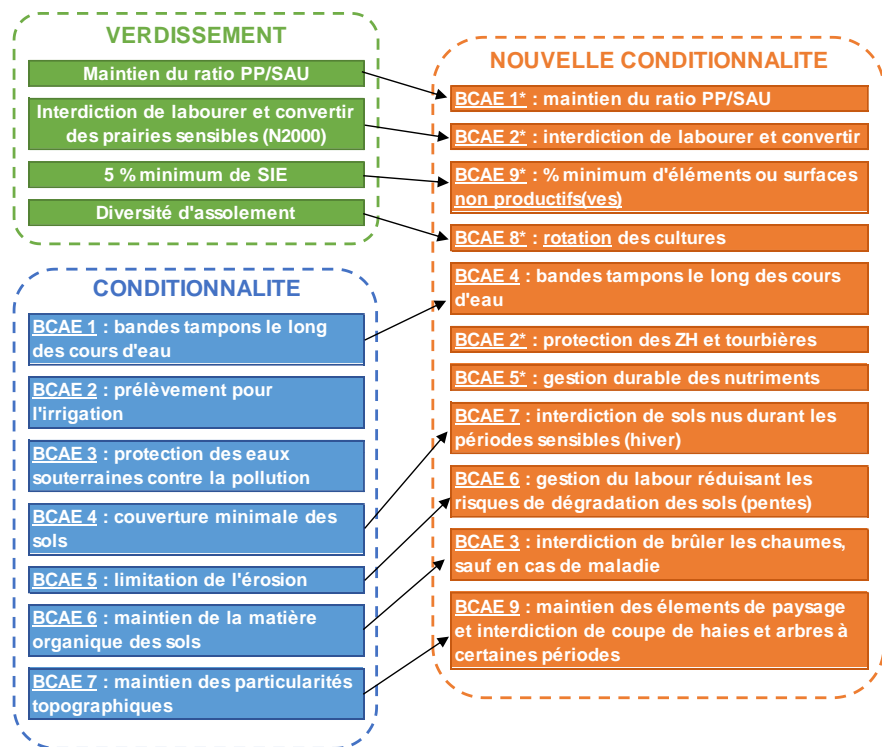 VERDISSEMENT
Maintien du ratio PP/SAU
Interdiction de labourer et convertir
des prairies sensibles (N2000)
5 % minimum de SIE
Diversité d'assolement
CONDITIONNALITE
BCAE 1 : bandes tampons le long
des cours d'eau
BCAE 2 : prélèvement pour
l'irrigation
BCAE 3 : protection des eaux
souterraines contre la pollution
BCAE 4 : couverture minimale des
sols
BCAE 5 : limitation de l'érosion
BCAE 6 : maintien de la matière
organique des sols
BCAE 7 : maintien des particularités
topographiques
NOUVELLE CONDITIONNALITE
BCAE 1* : maintien du ratio PP/SAU
BCAE 2* : interdiction de labourer et convertir
BCAE 9* : % minimum d'éléments ou surfaces
non productifs(ves)
BCAE 8* : rotation des cultures
BCAE 4 : bandes tampons le long des cours
d'eau
BCAE 2* : protection des ZH et tourbières
BCAE 5* : gestion durable des nutriments
BCAE 7 : interdiction de sols nus durant les
périodes sensibles (hiver)
BCAE 6 : gestion du labour réduisant les
risques de dégradation des sols (pentes)
BCAE 3 : interdiction de brûler les chaumes,
sauf en cas de maladie
BCAE 9 : maintien des élements de paysage
et interdiction de coupe de haies et arbres à
certaines périodes